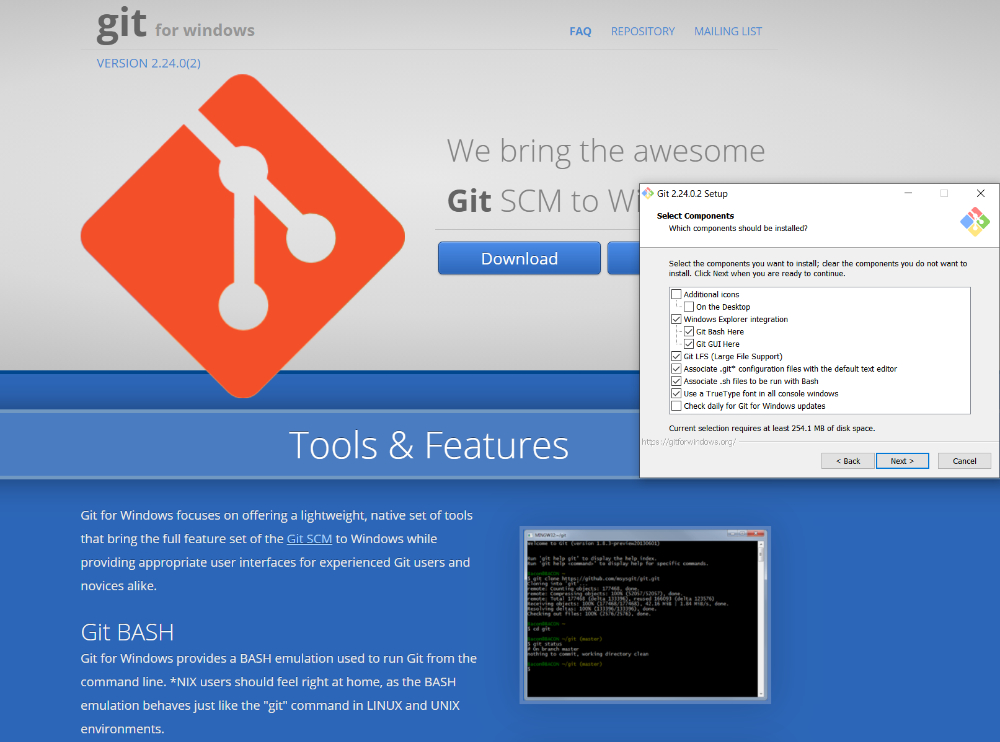 git for windows
FAQ REPOSITORY MAILING LIST
VERSION 2.24.0(2)
We bring the awesome
Git SCM to Wi
Download
Git 2.24.0.2 Setup
Select Components
Which components should be installed?
Select the components you want to install; clear the components you do not want to
install. Click Next when you are ready to continue.
Additional icons
On the Desktop
Windows Explorer integration
Git Bash Here
Git GUI Here
Git LFS (Large File Support)
Associate .git* configuration files with the default text editor
Associate .sh files to be run with Bash
Use a TrueType font in all console windows
Check daily for Git for Windows updates
Current selection requires at least 254.1 MB of disk space.
https://gitforwindows.org/
< Back Next > Cancel
Tools & Features
Git for Windows focuses on offering a lightweight, native set of tools
that bring the full feature set of the Git SCM to Windows while
providing appropriate user interfaces for experienced Git users and
novices alike.
Git BASH
Git for Windows provides a BASH emulation used to run Git from the
command line. *NIX users should feel right at home, as the BASH
emulation behaves just like the "git" command in LINUX and UNIX
environments.
MINGW32:~/git
Welcome to Git (version 1.8.3-preview20130601)
Run 'git help git' to display the help index.
Run 'git help <command>' to display help for specific commands.
Bacon@BACON ~
$ git clone https://github.com/msysgit/git.git
Cloning into 'git'...
remote: Counting objects: 177468, done.
remote: Compressing objects: 100% (52057/52057), done.
remote: Total 177468 (delta 133396), reused 166093 (delta 123576)
Receiving objects: 100% (177468/177468), 42.16 MiB | 1.84 MiB/s, done.
Resolving deltas: 100% (133396/133396), done.
Checking out files: 100% (2576/2576), done.
Bacon@BACON ~
$ cd git
Bacon@BACON ~/git (master)
$ git status
# On branch master
nothing to commit, working directory clean
Bacon@BACON ~/git (master)
$